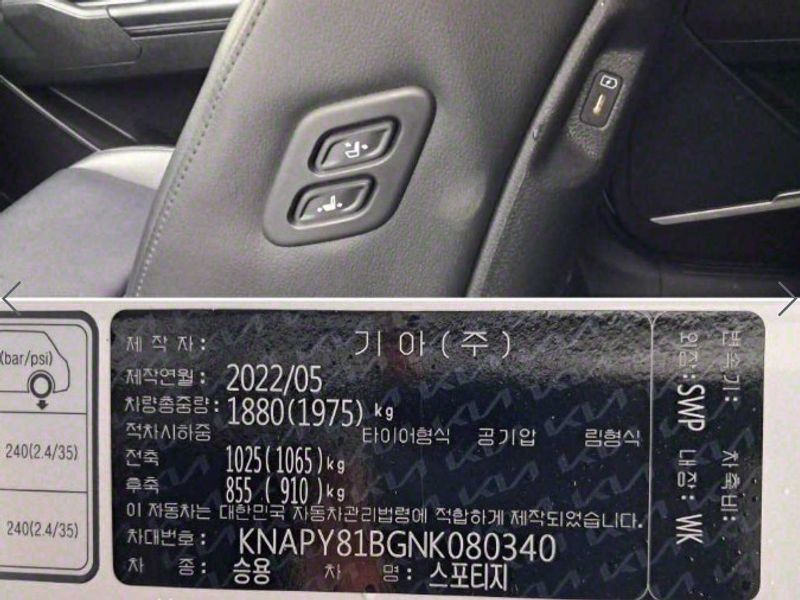 (bar/psi)
240(2.4/35)
240(2.4/35)
제 작 자 : 기 아 ( 주 )
제작연월 : 2022/05
차량총중량: 1880(1975) kg
적차시하중 타이어형식 공기압 림형식
전축 1025(1065)kg
후축 855 ( 910 )kg
이 자동차는 대한민국 자동차관리법령에 적합하게 제작되었습니다.
차대번호: KNAPY81BGNK080340
차 종: 승용 차 명: 스포티지
변속기: 차축비:
외장:SWP 내장: WK